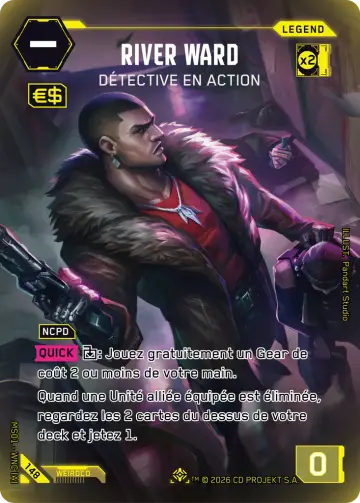 LEGEND
RIVER WARD
x2
DÉTECTIVE EN ACTION
€$
ILLUST: Pandart Studio
NCPD
QUICK : Jouez gratuitement un Gear de
coût 2 ou moins de votre main.
Quand une Unité alliée équipée est éliminée,
regardez les 2 cartes du dessus de votre
deck et jetez 1.
148
WEIRDCO
™ © 2026 CD PROJEKT S.A.
0